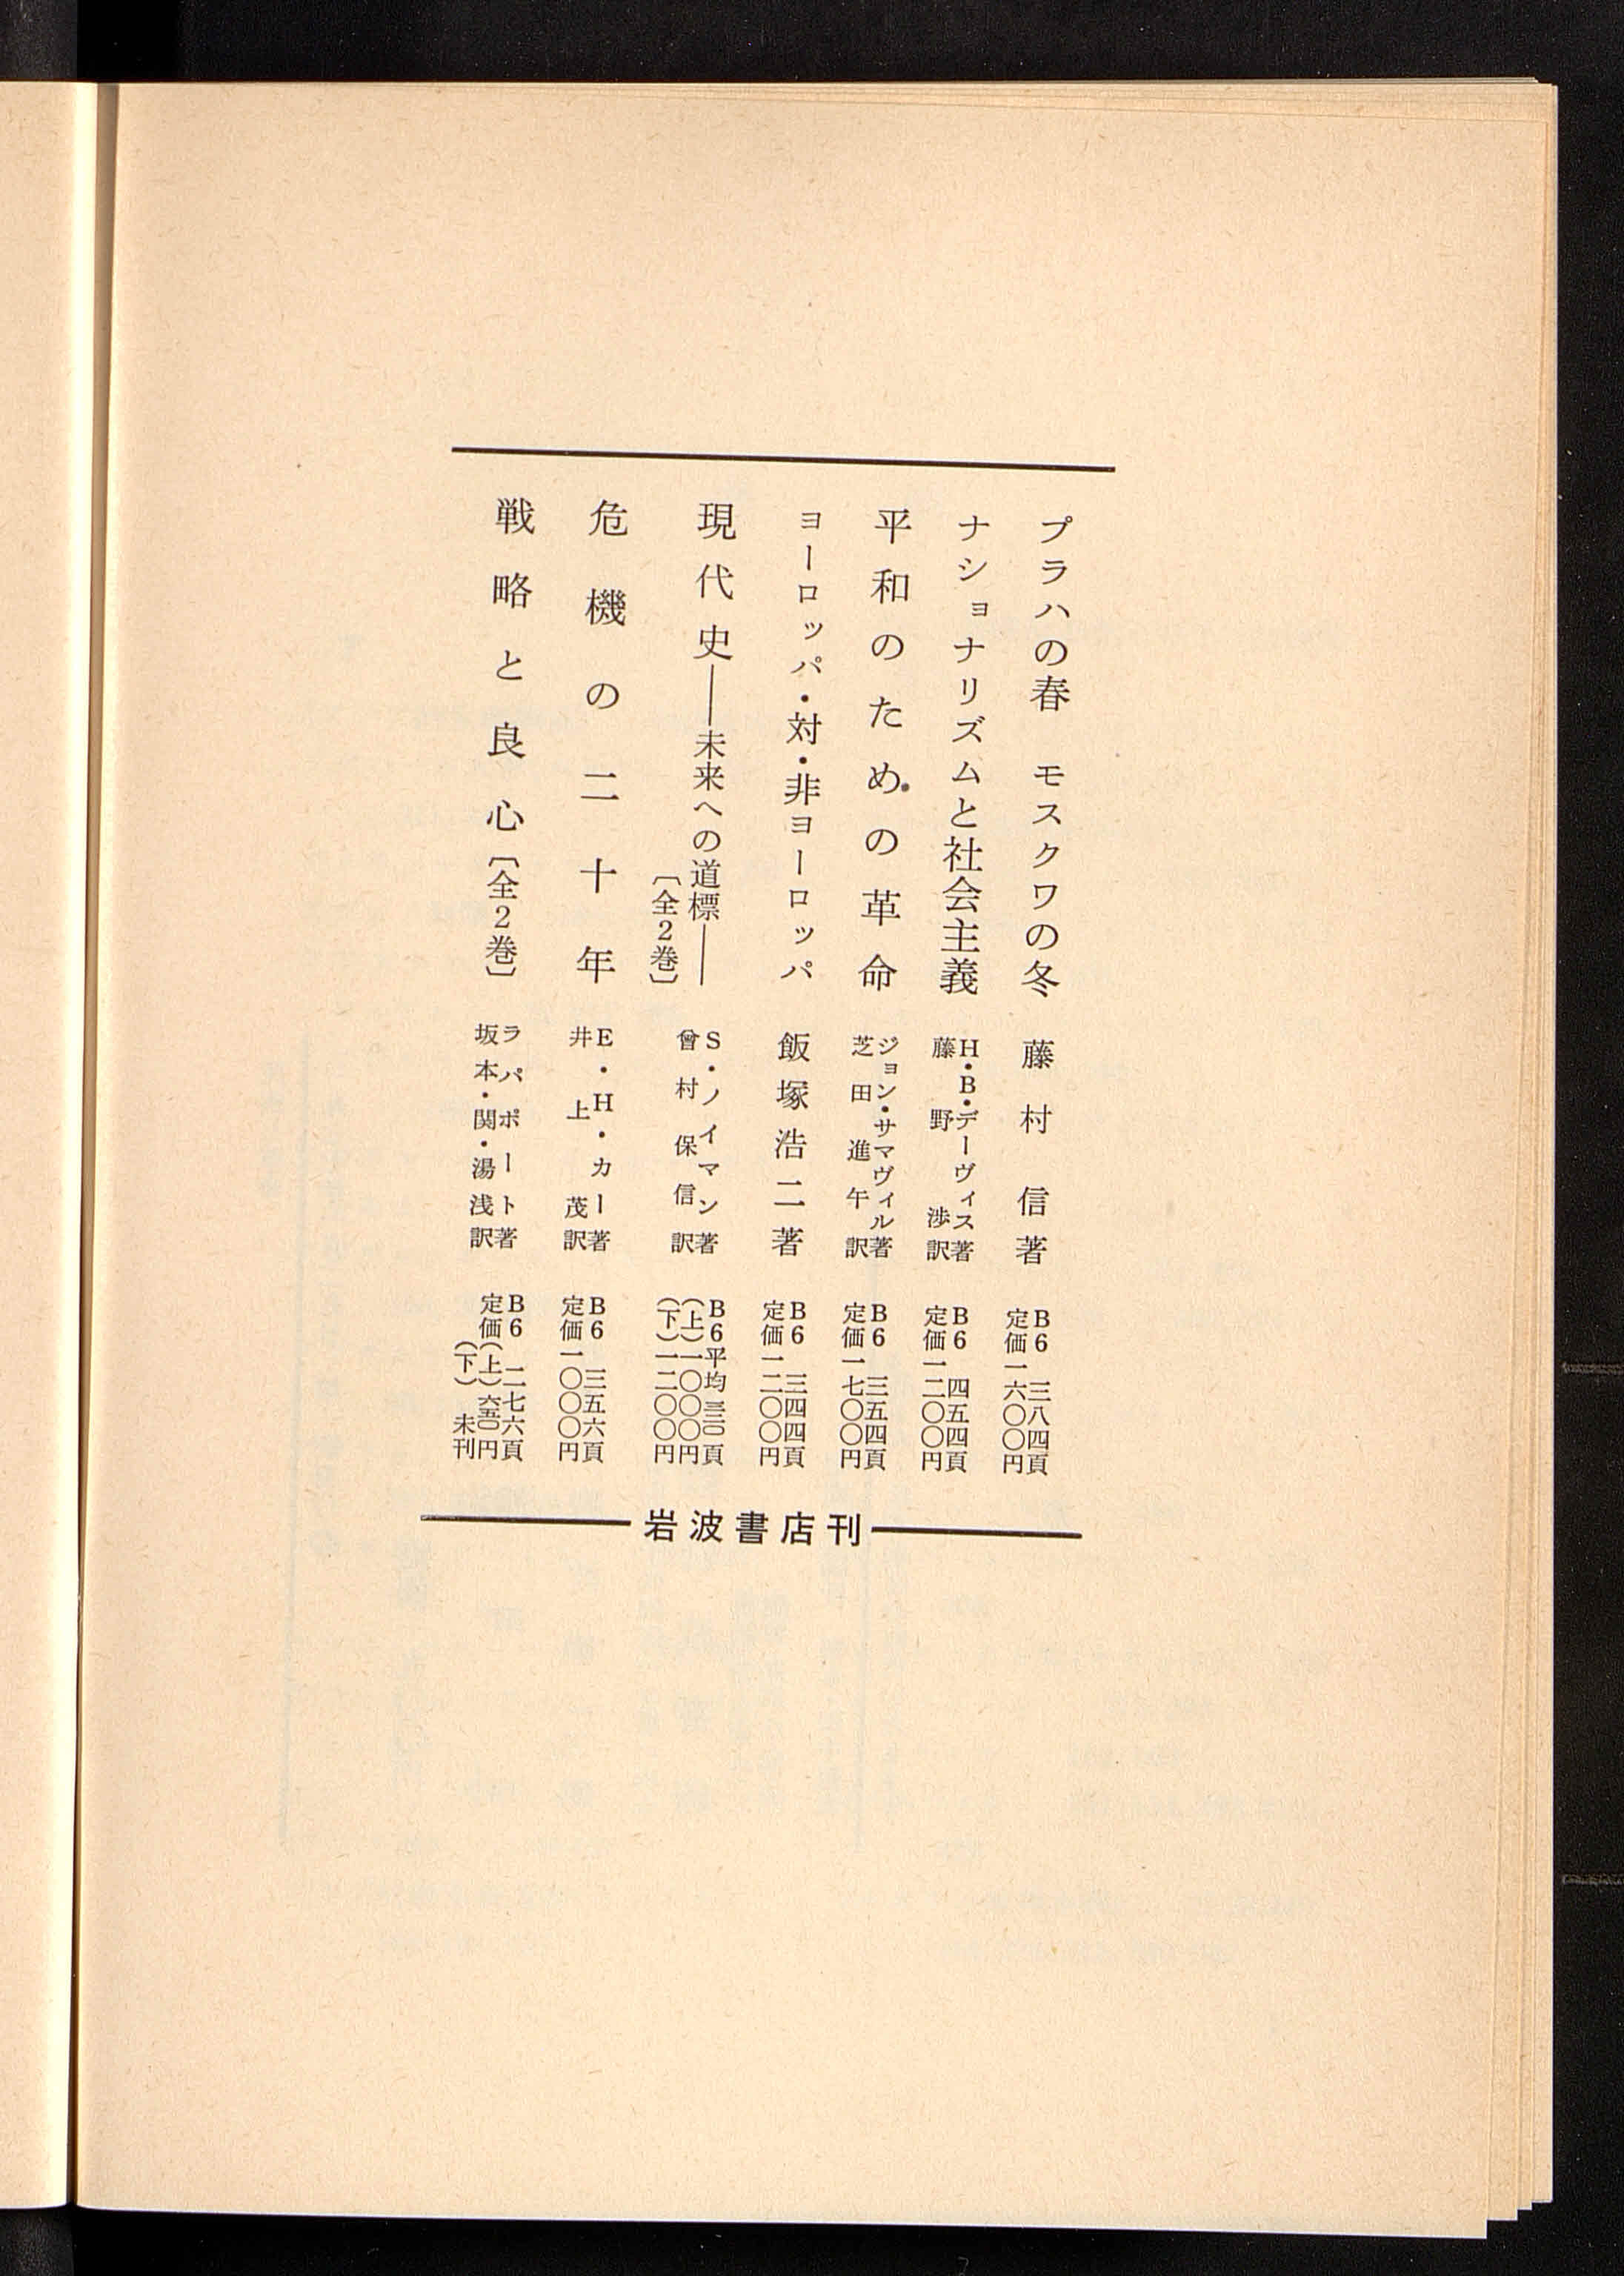 プラハの春　モスクワの冬
藤村信著
B6　三八四頁
定価一六〇〇円
ナショナリズムと社会主義
H・B・デーヴィス著
藤野渉訳
B6　四五四頁
定価一二〇〇円
平和のための革命
ジョン・サマヴィル著
芝田進午訳
B6　三五四頁
定価一七〇〇円
ヨーロッパ・対・非ヨーロッパ
飯塚浩二著
B6　三四四頁
定価一二〇〇円
現代史――未来への道標――
〔全2巻〕
S・ノイマン著
曾村保信訳
B6平均三三〇頁
（上）一〇〇〇円
（下）一二〇〇円
危機の二十年
E・H・カー著
井上茂訳
B6　三五六頁
定価一〇〇〇円
戦略と良心〔全2巻〕
ラパポート著
坂本・関・湯浅訳
B6　二七六頁
定価（上）六五〇円
（下）　未刊
岩波書店刊